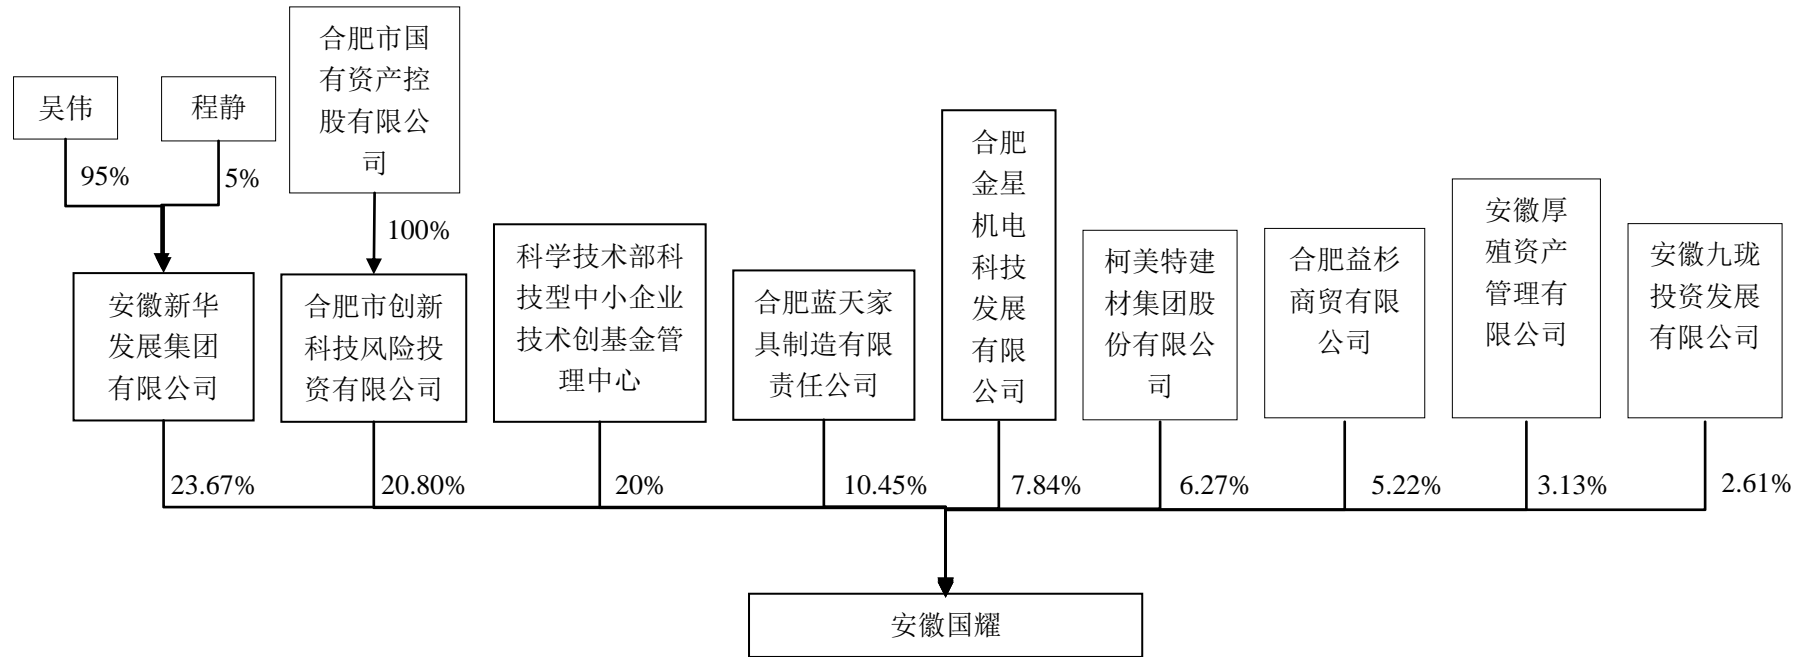 吴伟
程静
合肥市国
有资产控
股有限公
司
95%
5%
100%
安徽新华
发展集团
有限公司
合肥市创新
科技风险投
资有限公司
科学技术部科
技型中小企业
技术创基金管
理中心
合肥蓝天家
具制造有限
责任公司
合肥
金星
机电
科技
发展
有限
公司
柯美特建
材集团股
份有限公
司
合肥益杉
商贸有限
公司
安徽厚
殖资产
管理有
限公司
安徽九珑
投资发展
有限公司
23.67%
20.80%
20%
10.45%
7.84%
6.27%
5.22%
3.13%
2.61%
安徽国耀